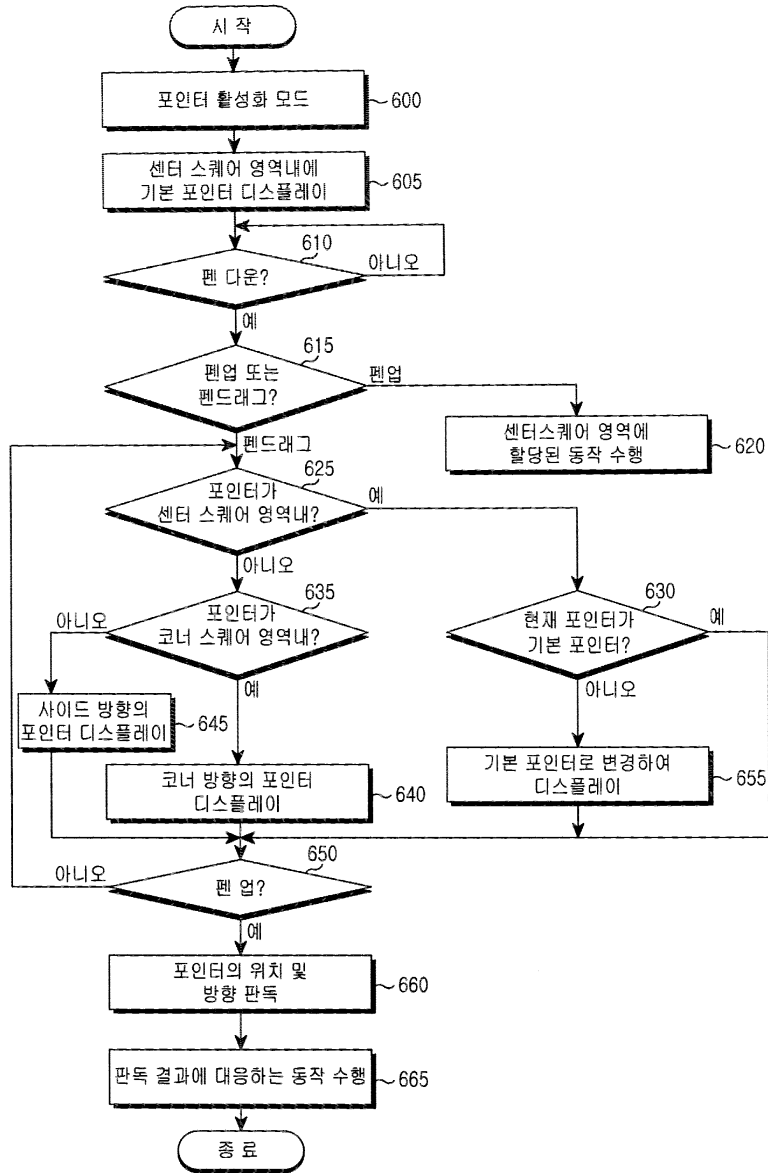 시 작
포인터 활성화 모드
600
센터 스퀘어 영역내에
기본 포인터 디스플레이
605
610
펜 다운?
아니오
예
615
펜업 또는
펜드래그?
펜업
센터스퀘어 영역에
할당된 동작 수행
620
펜드래그
625
포인터가
센터 스퀘어 영역내?
예
아니오
635
포인터가
코너 스퀘어 영역내?
아니오
예
630
현재 포인터가
기본 포인터?
예
아니오
사이드 방향의
포인터 디스플레이
645
코너 방향의 포인터
디스플레이
640
기본 포인터로 변경하여
디스플레이
655
650
펜 업?
아니오
예
포인터의 위치 및
방향 판독
660
판독 결과에 대응하는 동작 수행
665
종 료